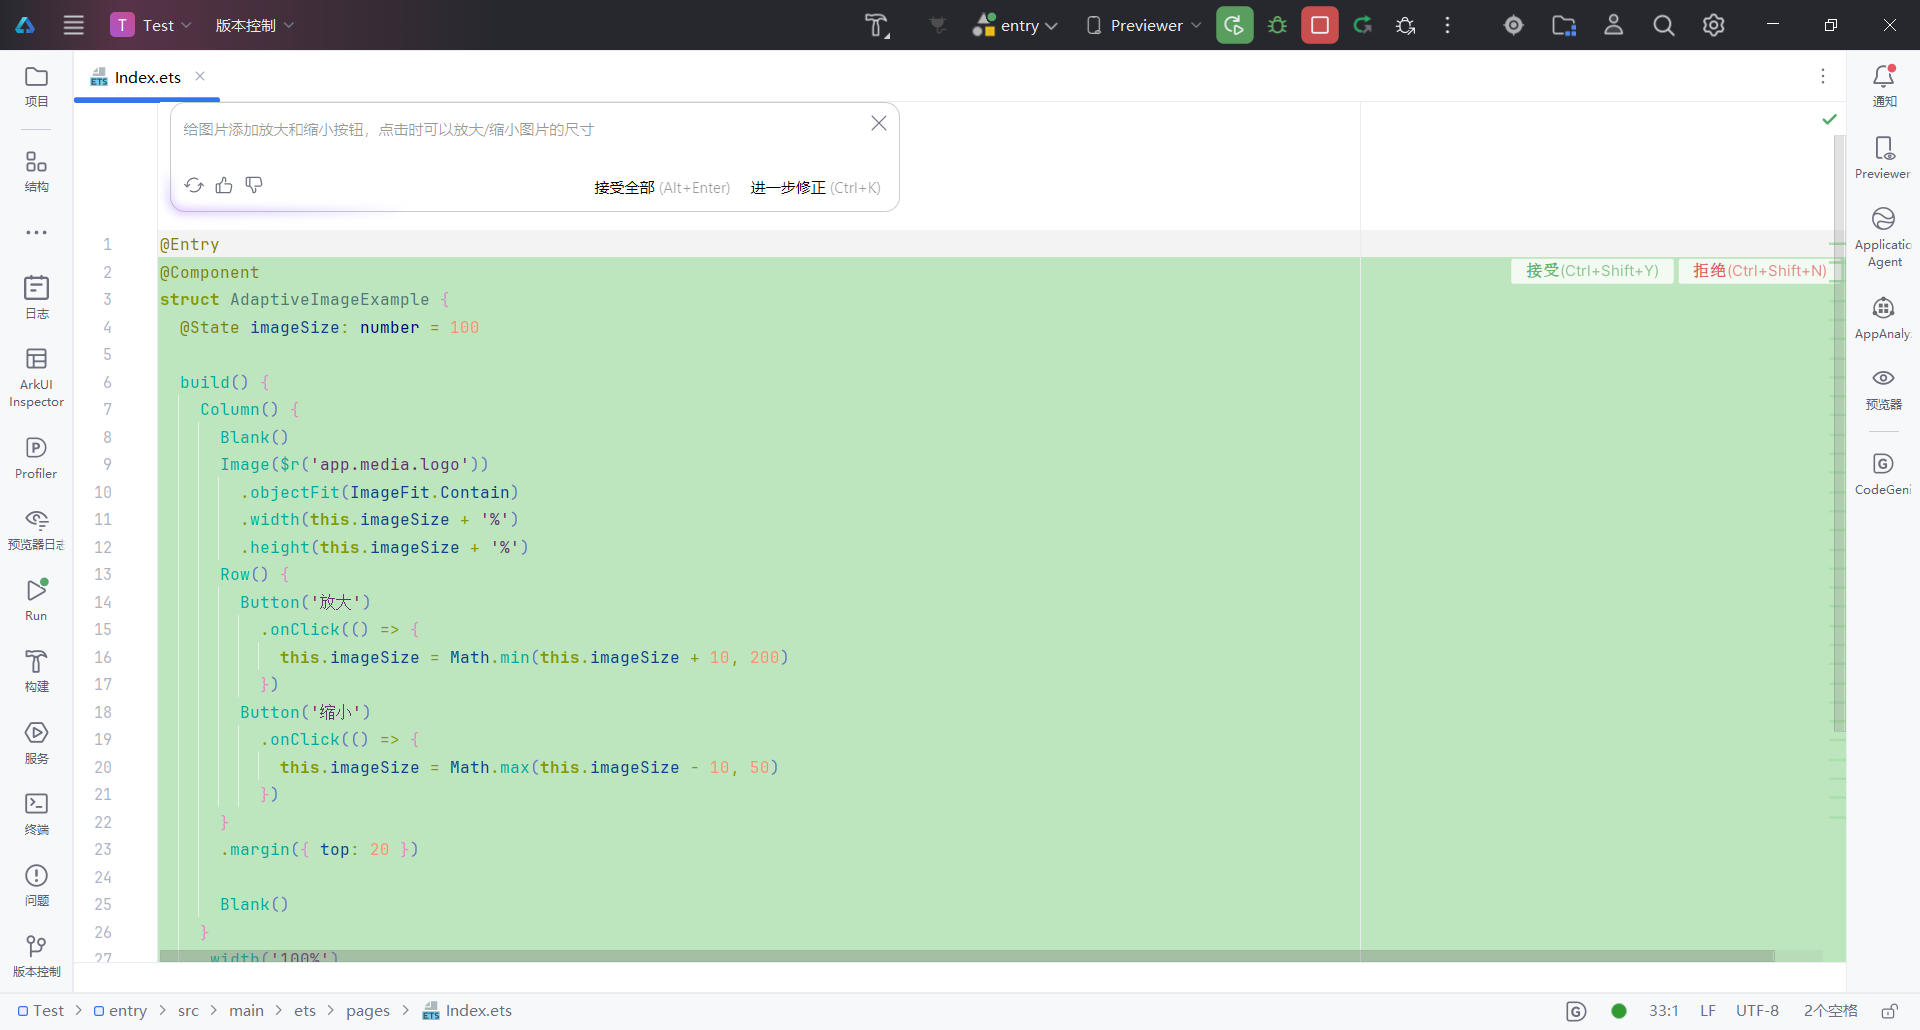 T Test 版本控制 entry Previewer
Index.ets
给图片添加放大和缩小按钮，点击时可以放大/缩小图片的尺寸
接受全部 (Alt+Enter) 进一步修正 (Ctrl+K)
接受(Ctrl+Shift+Y) 拒绝(Ctrl+Shift+N)
1 @Entry
2 @Component
3 struct AdaptiveImageExample {
4 @State imageSize: number = 100
5
6 build() {
7 Column() {
8 Blank()
9 Image($r('app.media.logo'))
10 .objectFit(ImageFit.Contain)
11 .width(this.imageSize + '%')
12 .height(this.imageSize + '%')
13 Row() {
14 Button('放大')
15 .onClick(() => {
16 this.imageSize = Math.min(this.imageSize + 10, 200)
17 })
18 Button('缩小')
19 .onClick(() => {
20 this.imageSize = Math.max(this.imageSize - 10, 50)
21 })
22 }
23 .margin({ top: 20 })
24
25 Blank()
26 }
27 .width('100%')
项目
结构
日志
ArkUI
Inspector
Profiler
预览器日志
Run
构建
服务
终端
问题
版本控制
通知
Previewer
Applicatic
Agent
AppAnaly
预览器
CodeGeni
Test > entry > src > main > ets > pages > Index.ets
33:1 LF UTF-8 2个空格